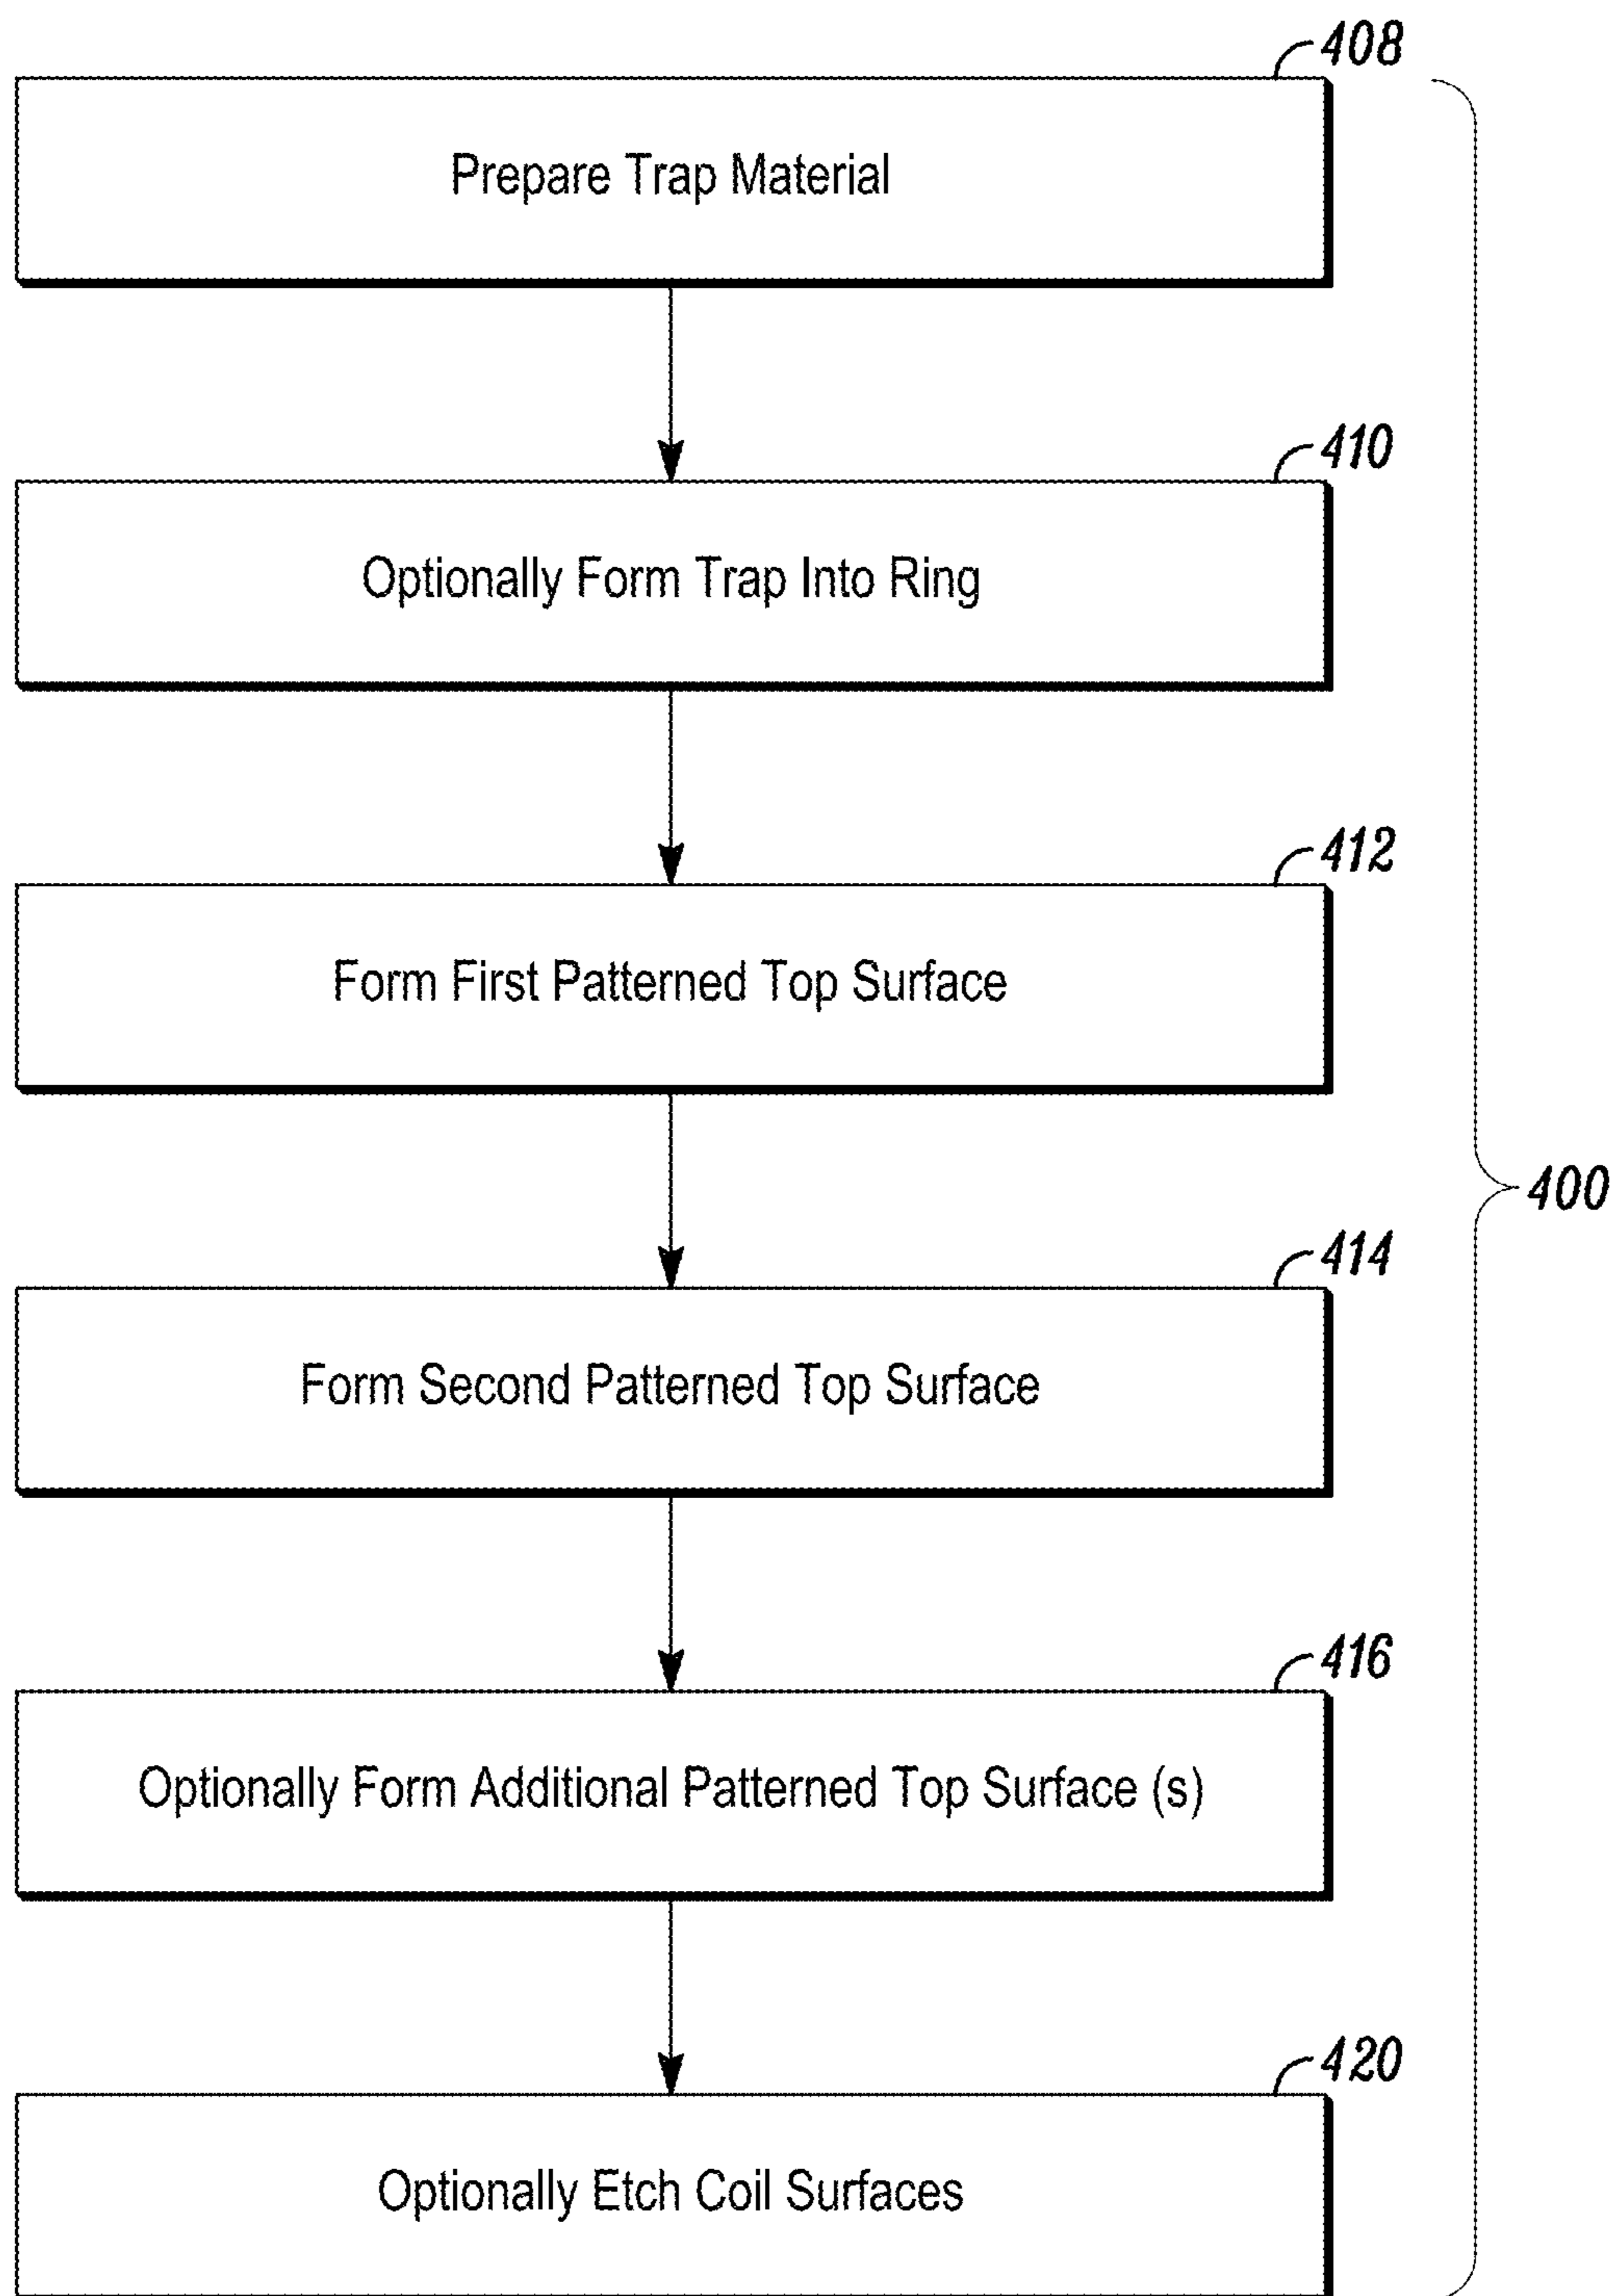 408
Prepare Trap Material
410
Optionally Form Trap Into Ring
412
Form First Patterned Top Surface
400
414
Form Second Patterned Top Surface
416
Optionally Form Additional Patterned Top Surface (s)
420
Optionally Etch Coil Surfaces